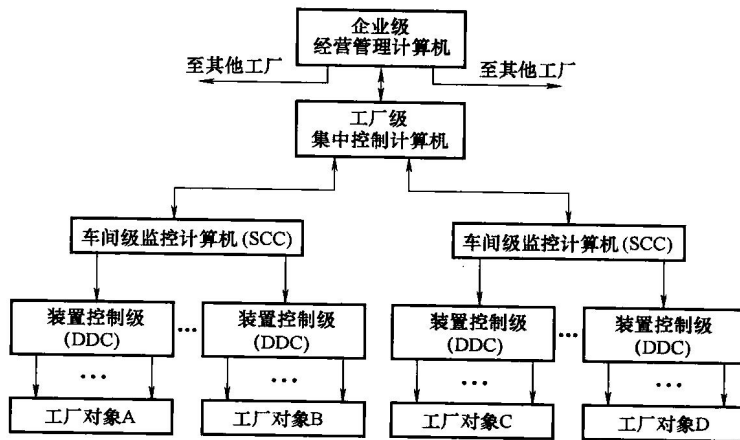 企业级
经营管理计算机
至其他工厂
至其他工厂
工厂级
集中控制计算机
车间级监控计算机(SCC)
车间级监控计算机(SCC)
装置控制级
(DDC)
...
装置控制级
(DDC)
装置控制级
(DDC)
...
装置控制级
(DDC)
...
...
...
...
工厂对象A
工厂对象B
工厂对象C
工厂对象D